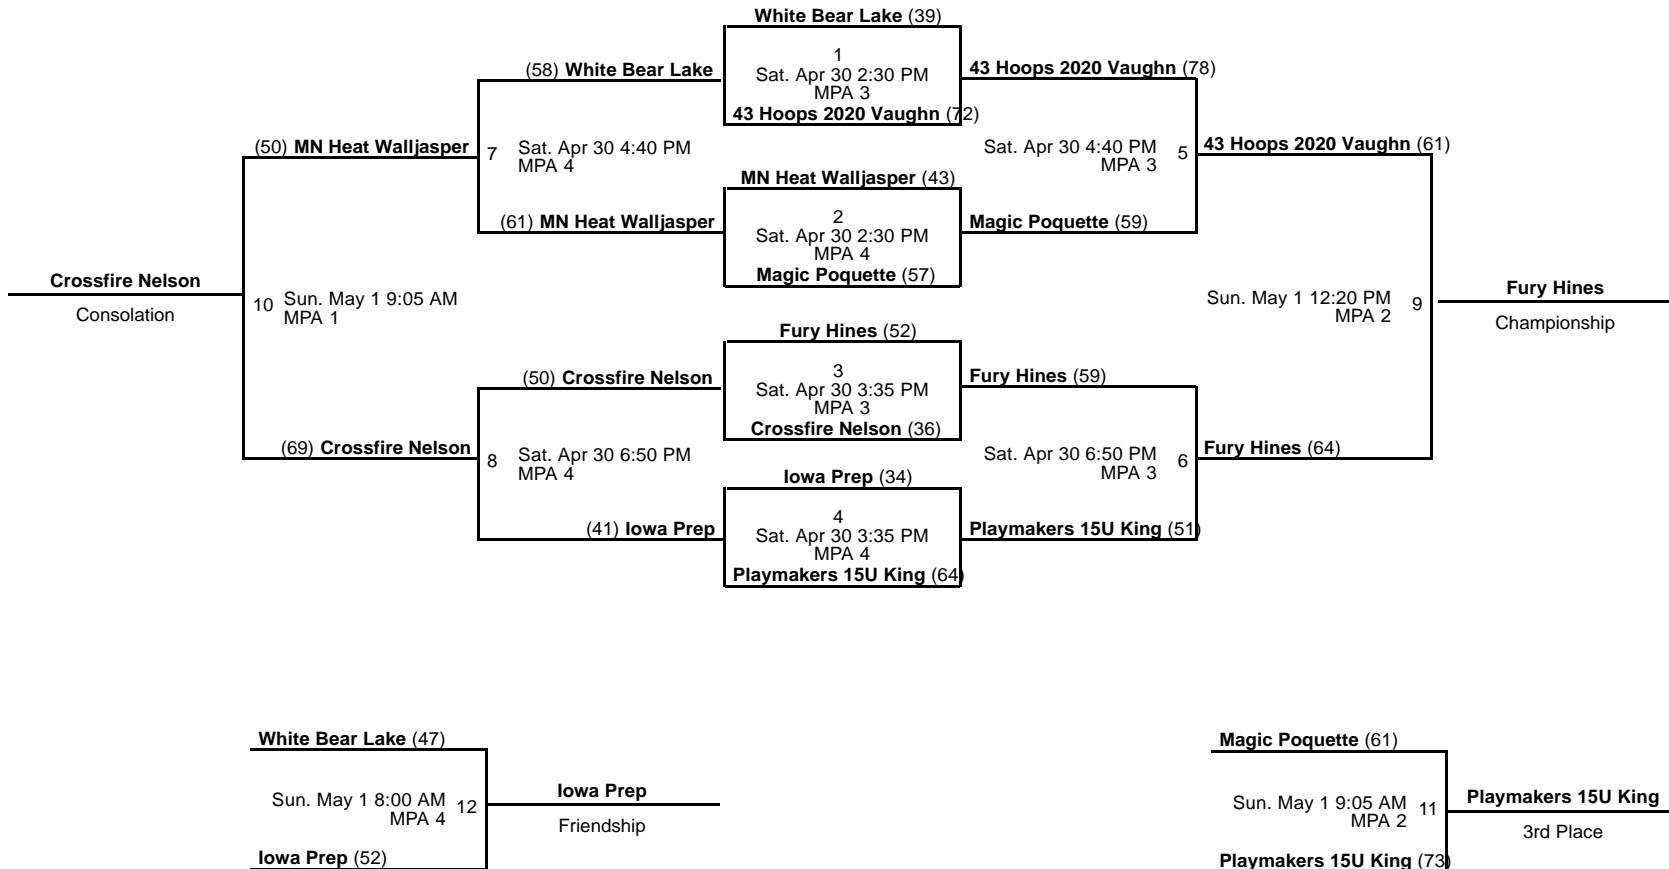 White Bear Lake (39)
1
Sat. Apr 30 2:30 PM
MPA 3
43 Hoops 2020 Vaughn (72)
(58) White Bear Lake
43 Hoops 2020 Vaughn (78)
(50) MN Heat Walljasper
7 Sat. Apr 30 4:40 PM
MPA 4
Sat. Apr 30 4:40 PM 5
MPA 3
43 Hoops 2020 Vaughn (61)
MN Heat Walljasper (43)
2
Sat. Apr 30 2:30 PM
MPA 4
Magic Poquette (57)
(61) MN Heat Walljasper
Magic Poquette (59)
Crossfire Nelson
Consolation
10 Sun. May 1 9:05 AM
MPA 1
Sun. May 1 12:20 PM 9
MPA 2
Fury Hines
Championship
Fury Hines (52)
3
Sat. Apr 30 3:35 PM
MPA 3
Crossfire Nelson (36)
(50) Crossfire Nelson
Fury Hines (59)
(69) Crossfire Nelson
8 Sat. Apr 30 6:50 PM
MPA 4
Sat. Apr 30 6:50 PM 6
MPA 3
Fury Hines (64)
Iowa Prep (34)
4
Sat. Apr 30 3:35 PM
MPA 4
Playmakers 15U King (64)
(41) Iowa Prep
Playmakers 15U King (51)
White Bear Lake (47)
Sun. May 1 8:00 AM 12
MPA 4
Iowa Prep (52)
Iowa Prep
Friendship
Magic Poquette (61)
Sun. May 1 9:05 AM 11
MPA 2
Playmakers 15U King (73)
Playmakers 15U King
3rd Place